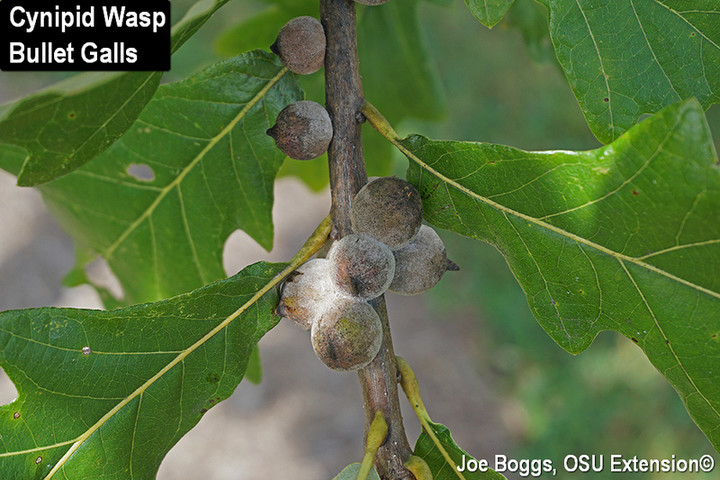 Cynipid Wasp
Bullet Galls
Joe Boggs, OSU Extension©